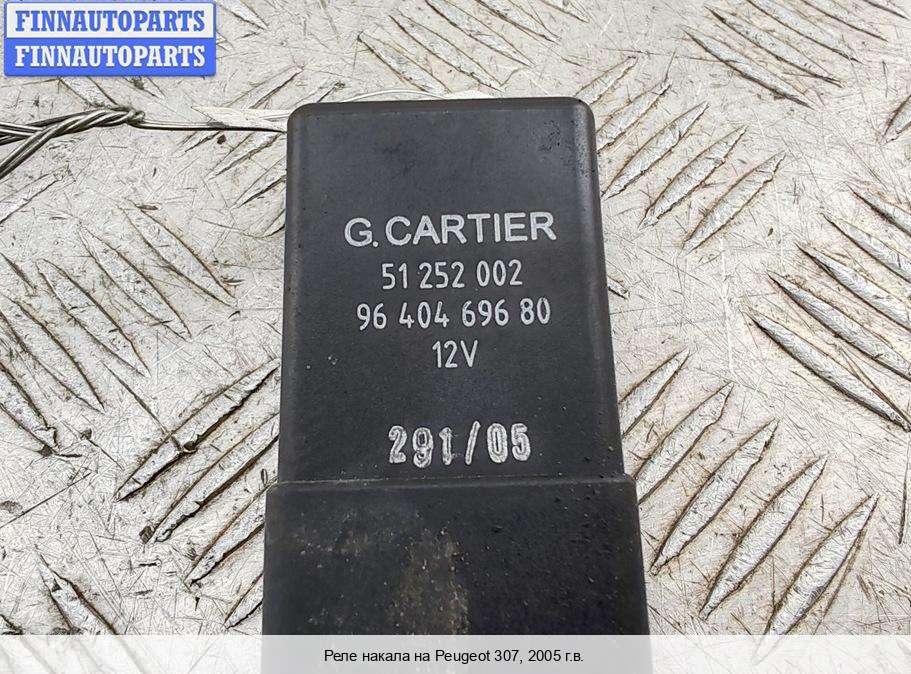 FINNAUTOPARTS
FINNAUTOPARTS
G. CARTIER
51 252 002
96 404 696 80
12V
291/05
Реле накала на Peugeot 307, 2005 г.в.